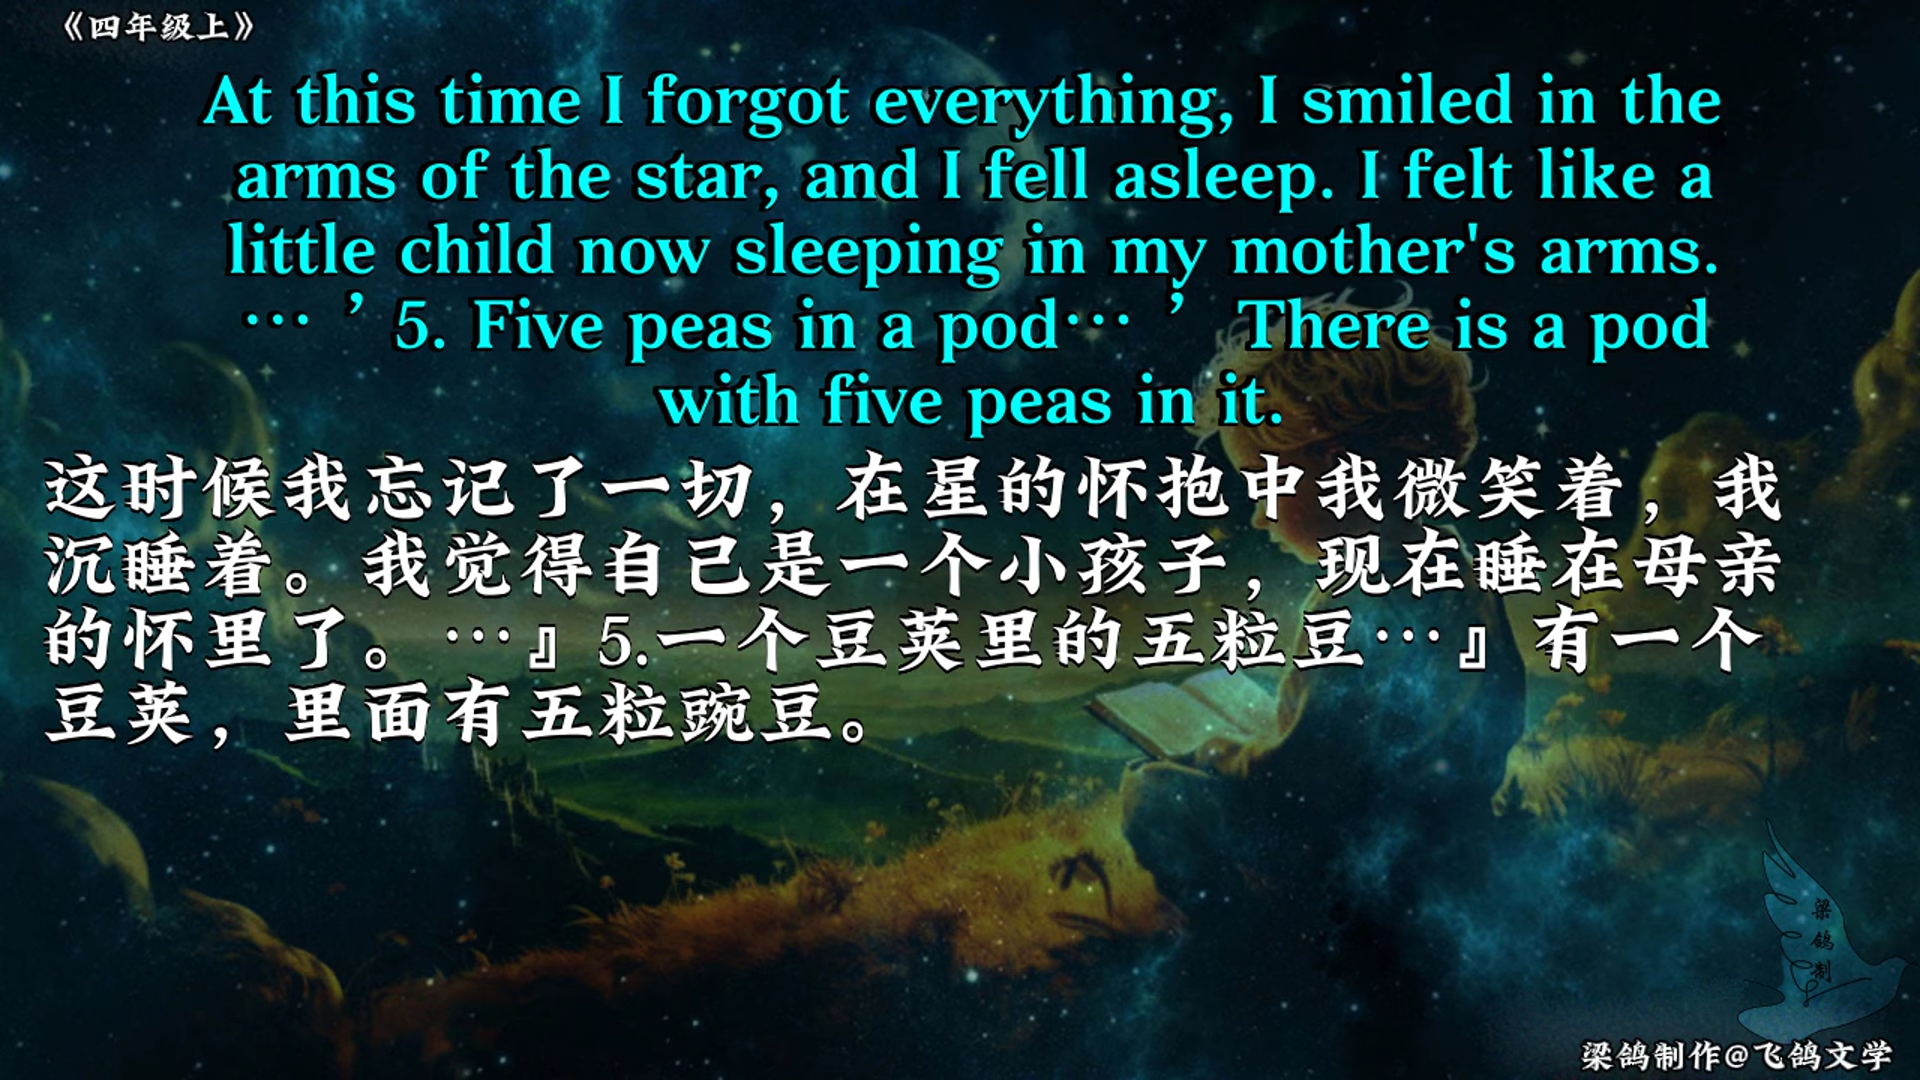 《四年级上》
At this time I forgot everything, I smiled in the
arms of the star, and I fell asleep. I felt like a
little child now sleeping in my mother's arms.
… ’ 5. Five peas in a pod… ’ There is a pod
with five peas in it.
这时候我忘记了一切，在星的怀抱中我微笑着，我
沉睡着。我觉得自己是一个小孩子，现在睡在母亲
的怀里了。 …』 5.一个豆荚里的五粒豆…』 有一个
豆荚，里面有五粒豌豆。
梁
鸽
制
梁鸽制作@飞鸽文学